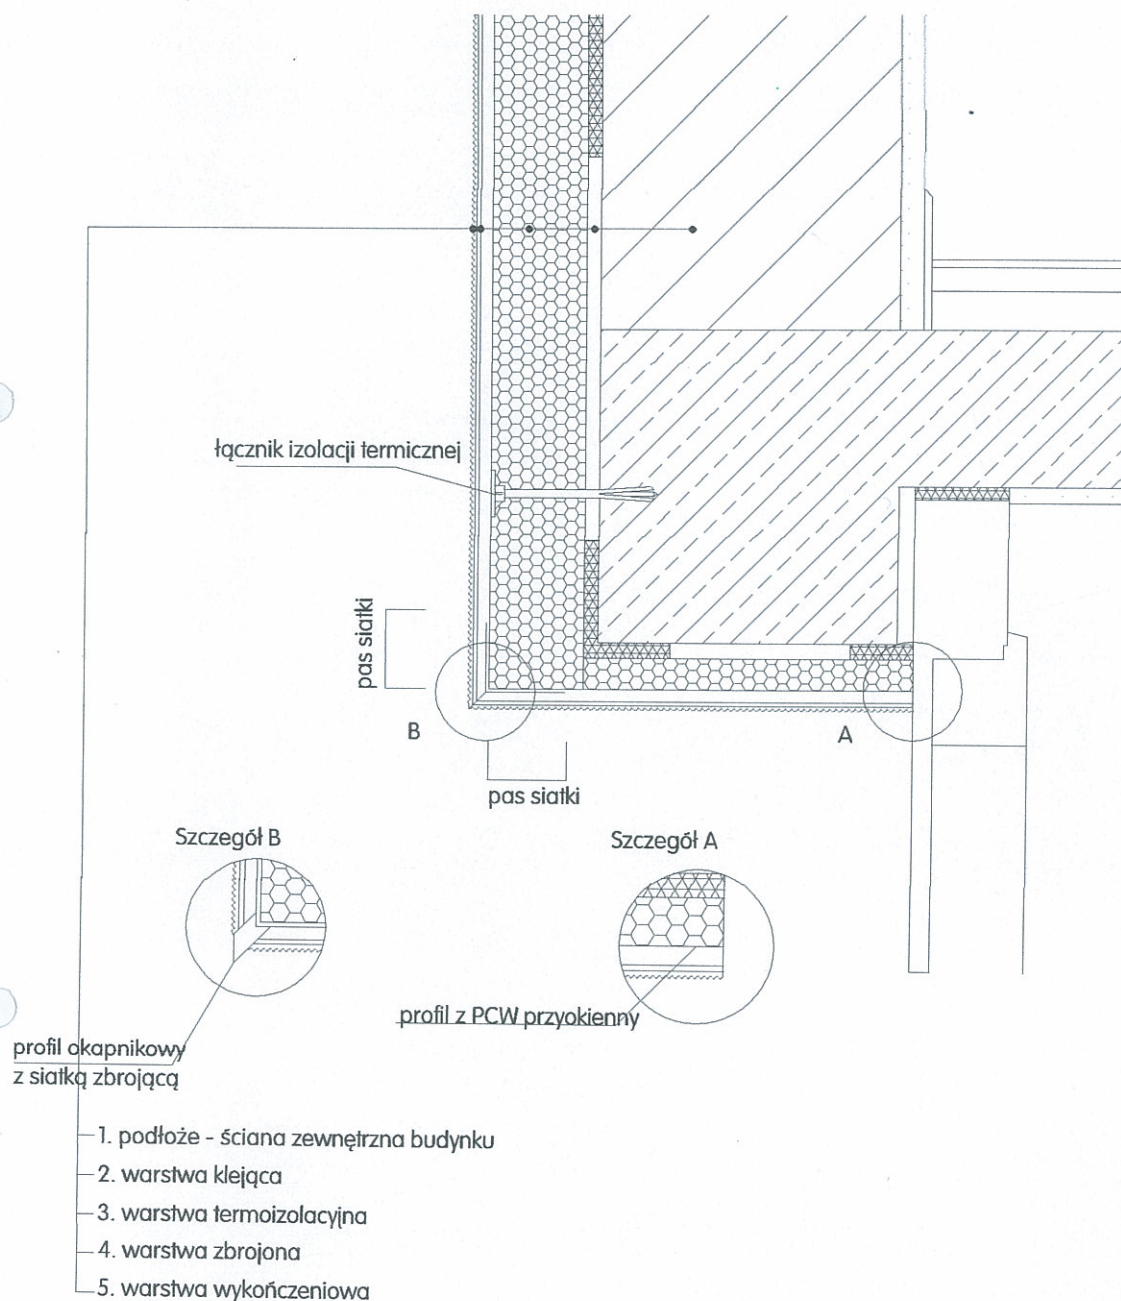 łącznik izolacji termicznej
pas siatki
B
A
pas siatki
Szczegół B
Szczegół A
profil z PCW przyokienny
profil okapnikowy
z siatką zbrojącą
1. podłoże - ściana zewnętrzna budynku
2. warstwa klejąca
3. warstwa termoizolacyjna
4. warstwa zbrojona
5. warstwa wykończeniowa